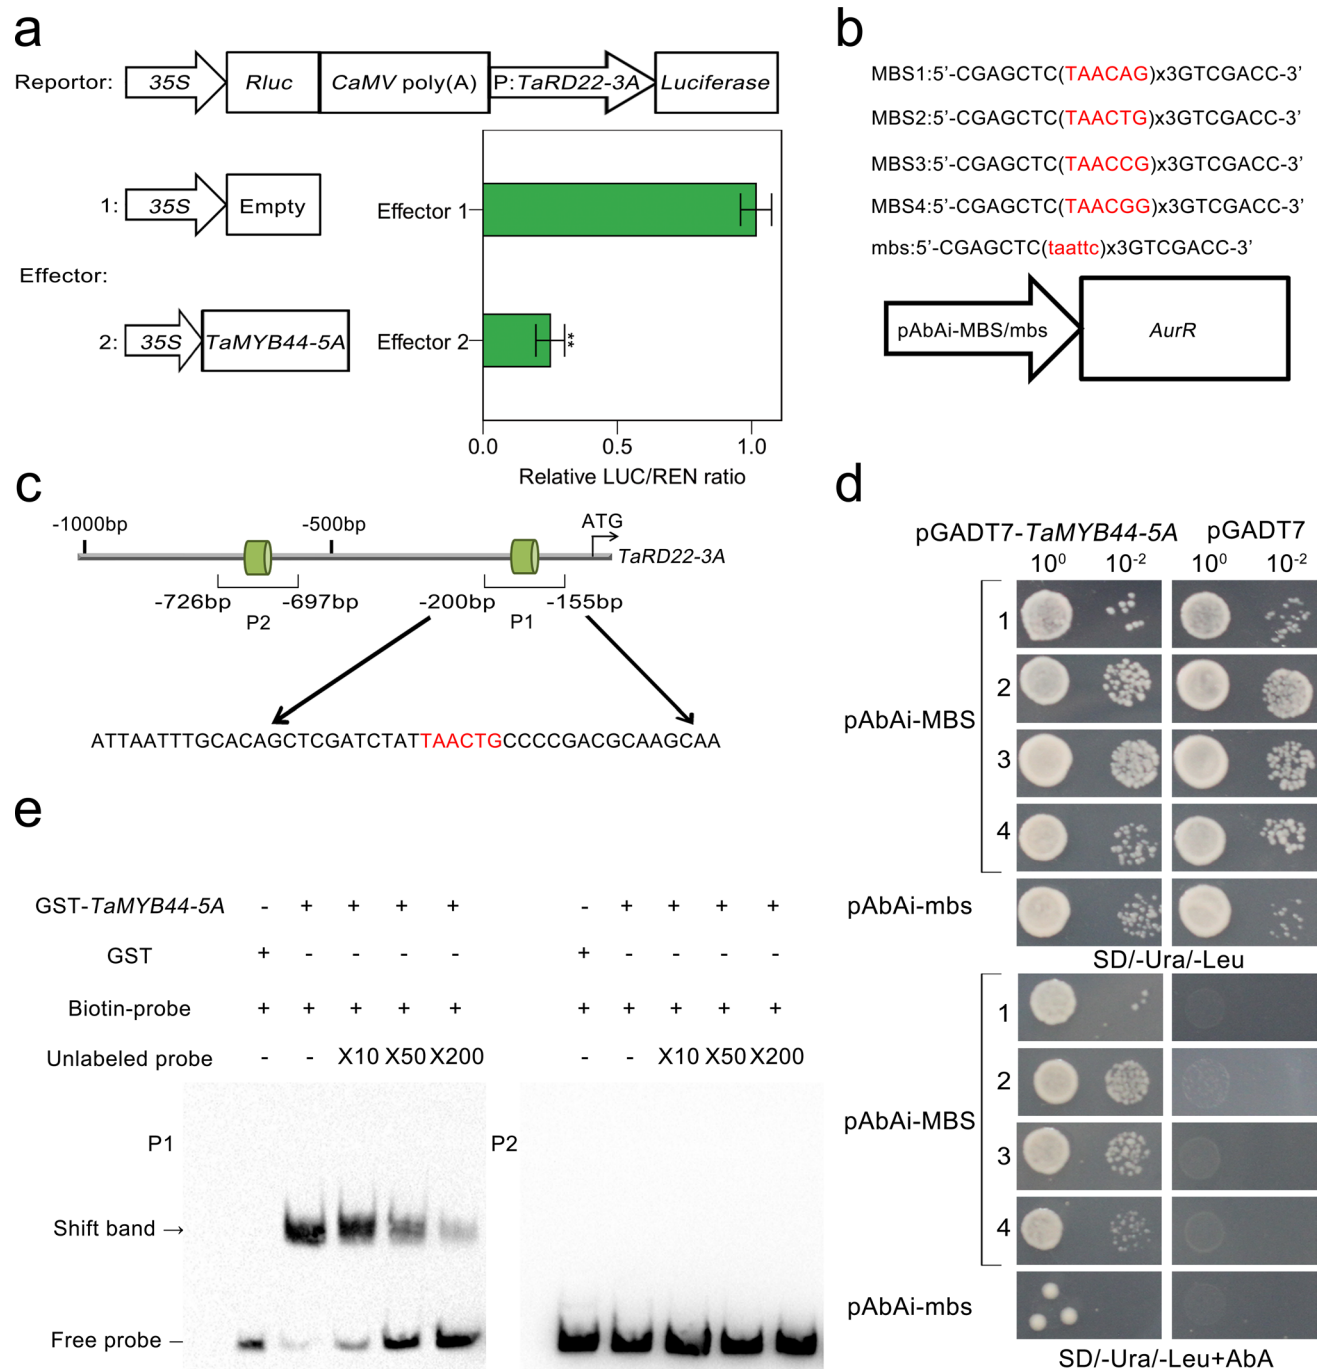 a
Reportor:
35S
Rluc
CaMV poly(A)
P:TaRD22-3A
Luciferase
1:
35S
Empty
Effector:
2:
35S
TaMYB44-5A
Effector 1
Effector 2
**
0.0
0.5
1.0
Relative LUC/REN ratio
b
MBS1:5’-CGAGCTC(TAACAG)x3GTCGACC-3’
MBS2:5’-CGAGCTC(TAACTG)x3GTCGACC-3’
MBS3:5’-CGAGCTC(TAACCG)x3GTCGACC-3’
MBS4:5’-CGAGCTC(TAACGG)x3GTCGACC-3’
mbs:5’-CGAGCTC(taattc)x3GTCGACC-3’
pAbAi-MBS/mbs
AurR
c
-1000bp
-500bp
ATG
TaRD22-3A
-726bp
-697bp
-200bp
-155bp
P2
P1
ATTAATTTGCACAGCTCGATCTATTAACTGCCCCGACGCAAGCAA
d
pGADT7-TaMYB44-5A pGADT7
10⁰ 10⁻² 10⁰ 10⁻²
pAbAi-MBS
1
2
3
4
pAbAi-mbs
SD/-Ura/-Leu
pAbAi-MBS
1
2
3
4
pAbAi-mbs
SD/-Ura/-Leu+AbA
e
GST-TaMYB44-5A - + + + + - + + + +
GST + - - - - + - - - -
Biotin-probe + + + + + + + + + +
Unlabeled probe - - X10 X50 X200 - - X10 X50 X200
P1
P2
Shift band →
Free probe –